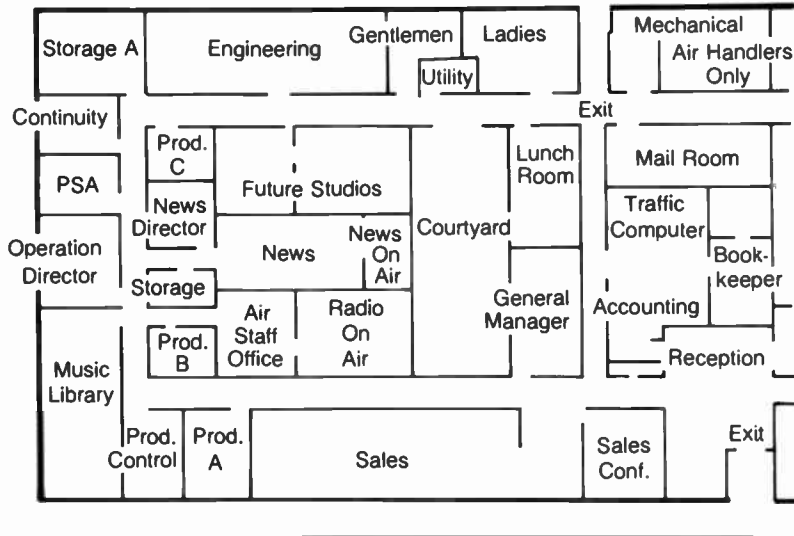 Storage A
Engineering
Gentlemen
Ladies
Utility
Mechanical
Air Handlers
Only
Continuity
Exit
Prod.
C
Lunch
Room
Mail Room
PSA
Future Studios
News
Director
Traffic
Computer
Operation
Director
News
News
On
Air
Courtyard
Book-
keeper
Storage
Air
Staff
Office
Radio
On
Air
General
Manager
Accounting
Prod.
B
Music
Library
Reception
Prod.
Control
Prod.
A
Sales
Sales
Conf.
Exit